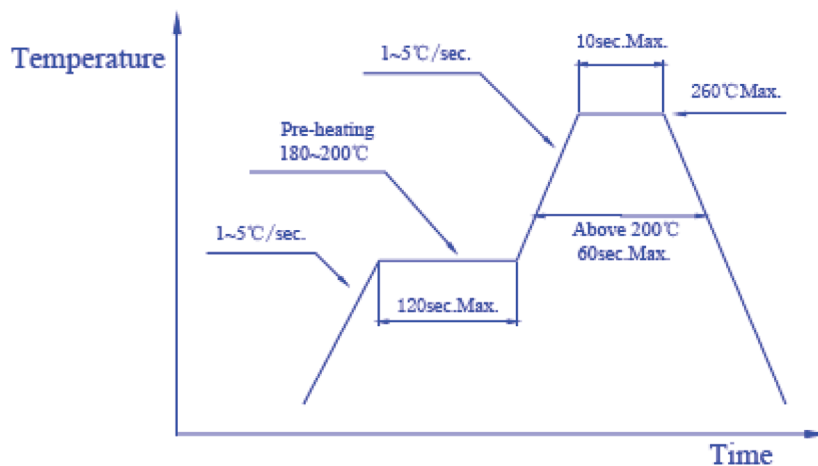 10sec.Max.
1~5℃/sec.
Temperature
260℃Max.
Pre-heating
180~200℃
1~5℃/sec.
Above 200℃
60sec.Max.
120sec.Max.
Time